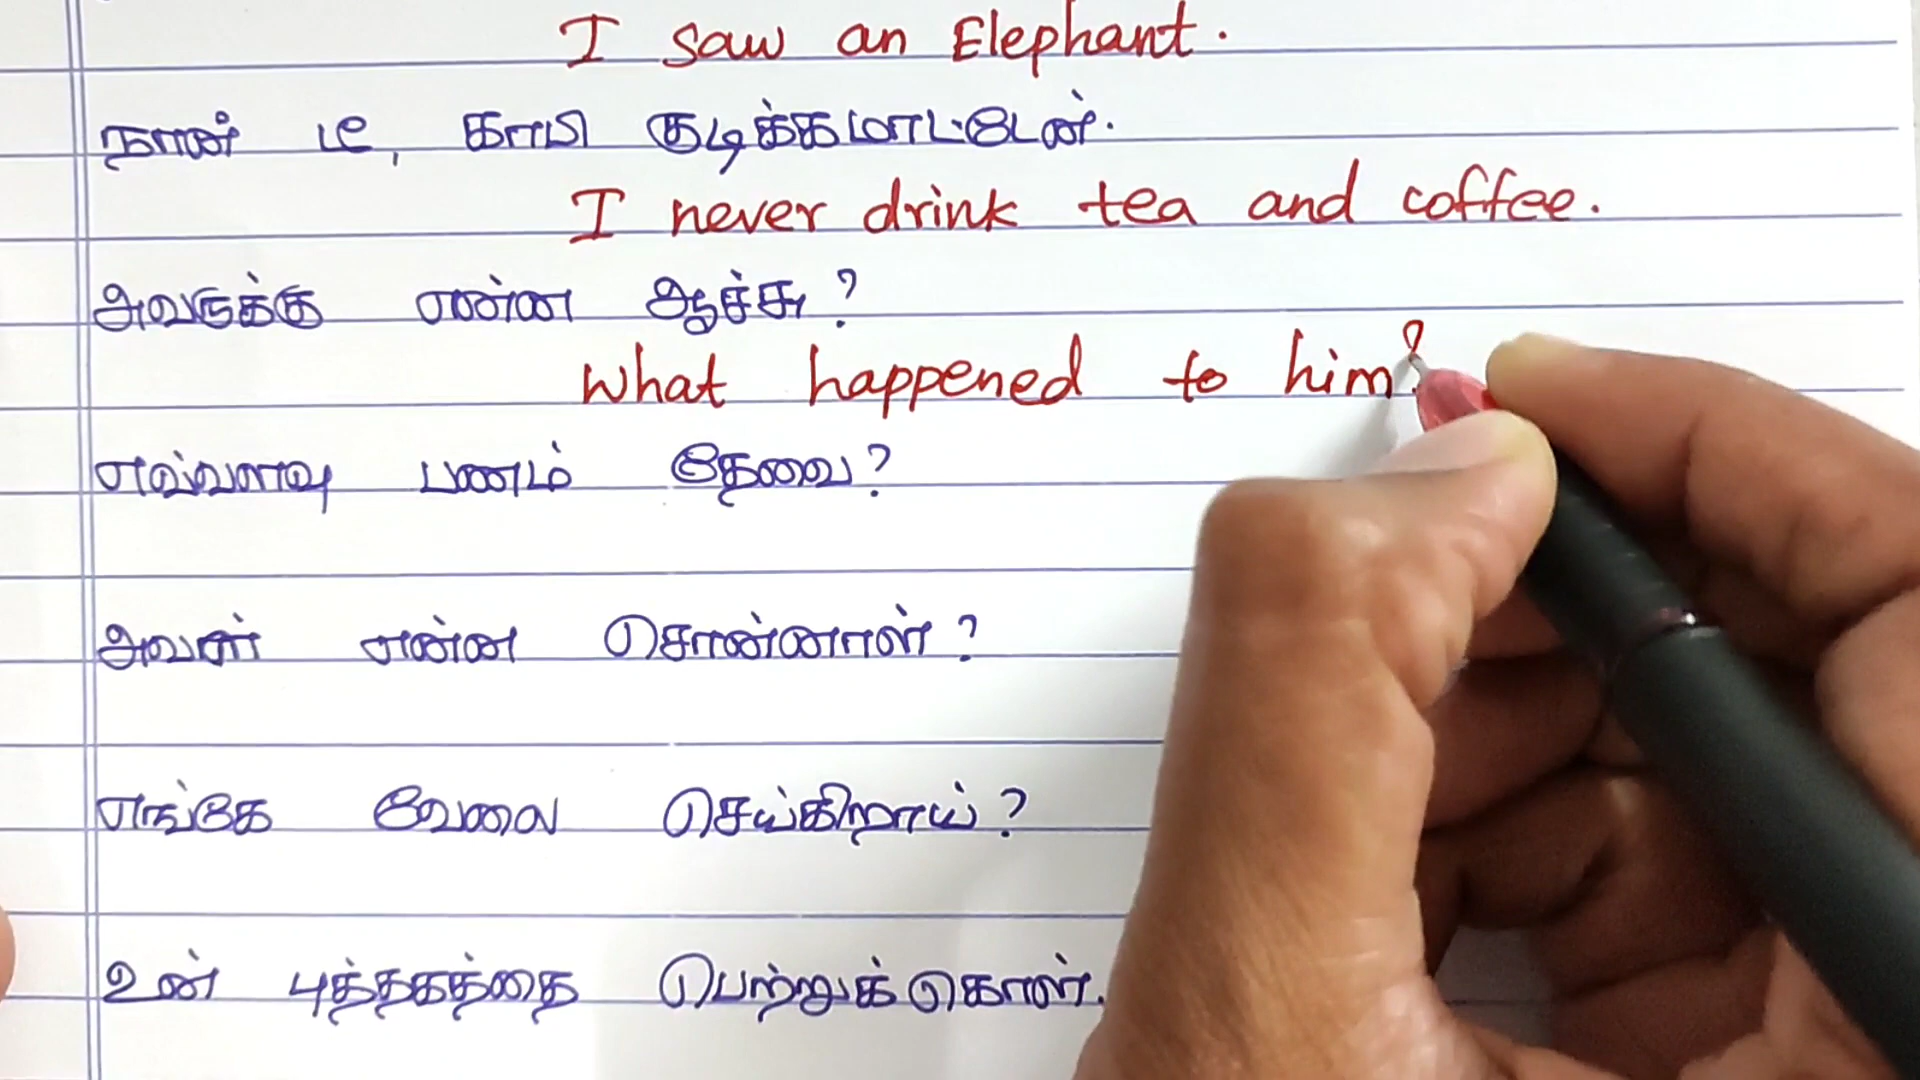 I saw an Elephant.
நான் டீ, காபி குடிக்கமாட்டேன்.
I never drink tea and coffee.
அவருக்கு என்ன ஆச்சு?
What happened to him?
எவ்வளவு பணம் தேவை?
அவன் என்ன சொன்னான்?
எங்கே வேலை செய்கிறாய்?
உன் புத்தகத்தை பெற்றுக்கொள்.